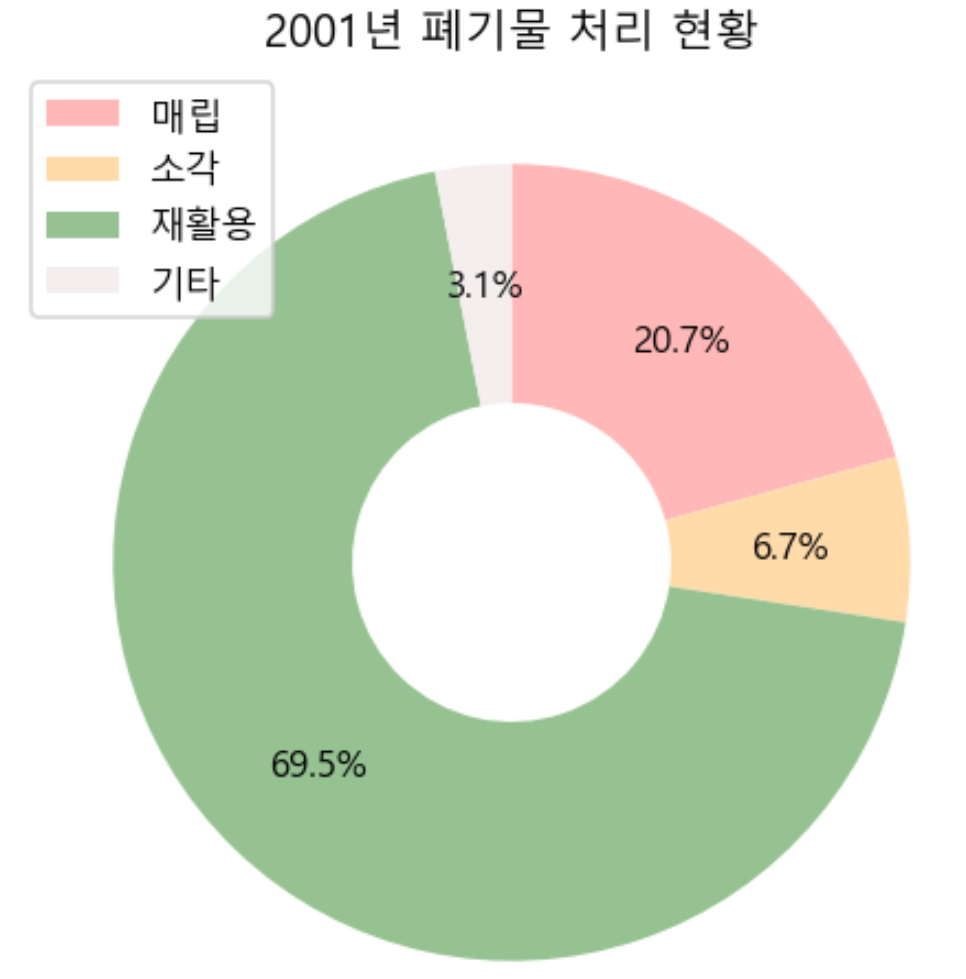 2001년 폐기물 처리 현황
매립
소각
재활용
기타
3.1%
20.7%
6.7%
69.5%